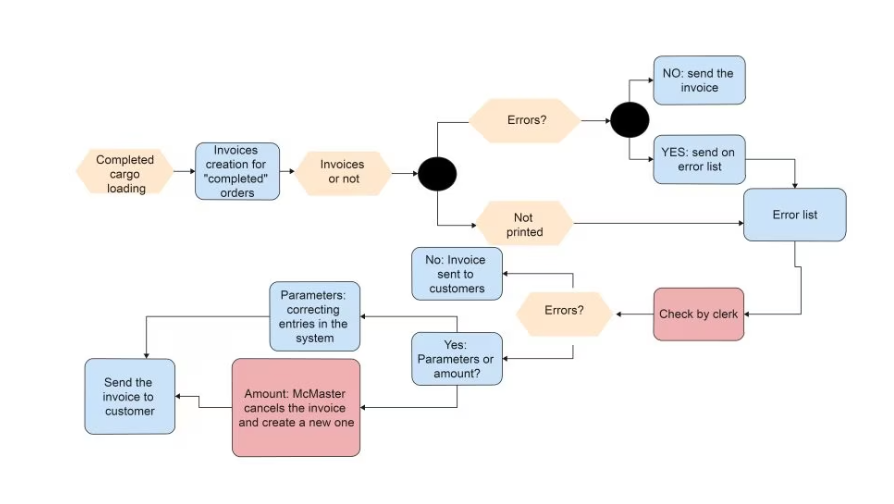 NO: send the
invoice
Errors?
Completed
cargo
loading
Invoices
creation for
"completed"
orders
Invoices
or not
YES: send on
error list
Not
printed
Error list
No: Invoice
sent to
customers
Parameters:
correcting
entries in the
system
Errors?
Check by clerk
Yes:
Parameters or
amount?
Send the
invoice to
customer
Amount: McMaster
cancels the invoice
and create a new one